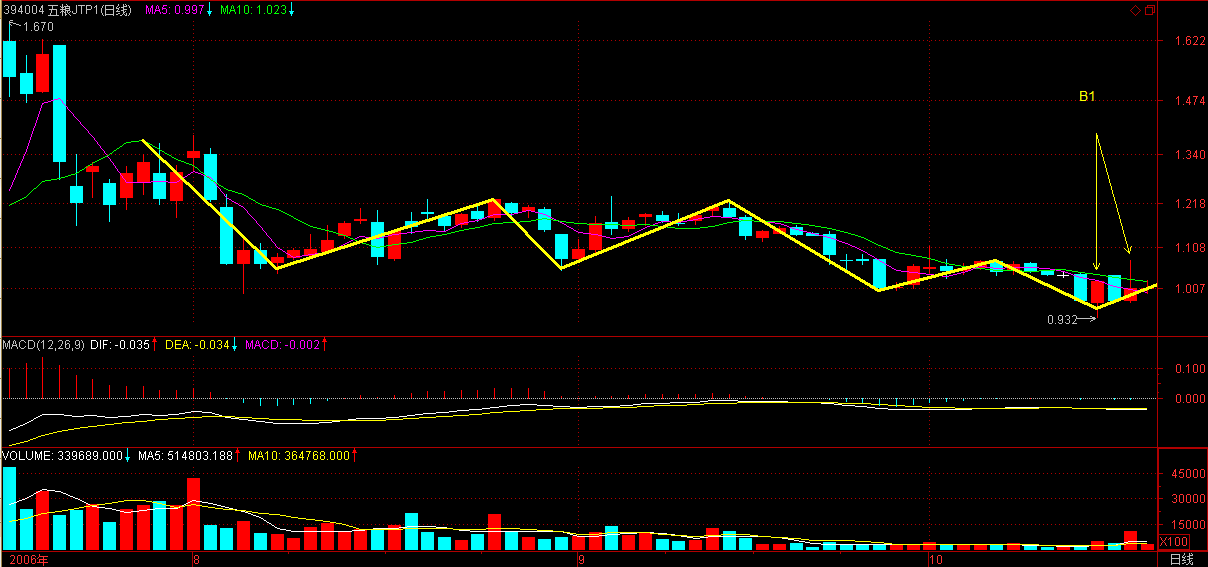 394004 五粮JTP1(日线) MA5: 0.997↓ MA10: 1.023↓
1.670
1.622
B1
1.474
1.340
1.218
1.108
1.007
0.932
MACD(12,26,9) DIF: -0.035↑ DEA: -0.034↓ MACD: -0.002↑
0.100
0.000
VOLUME: 339689.000↓ MA5: 514803.188↑ MA10: 364768.000↑
45000
30000
15000
X100
2006年 8 9 10 日线